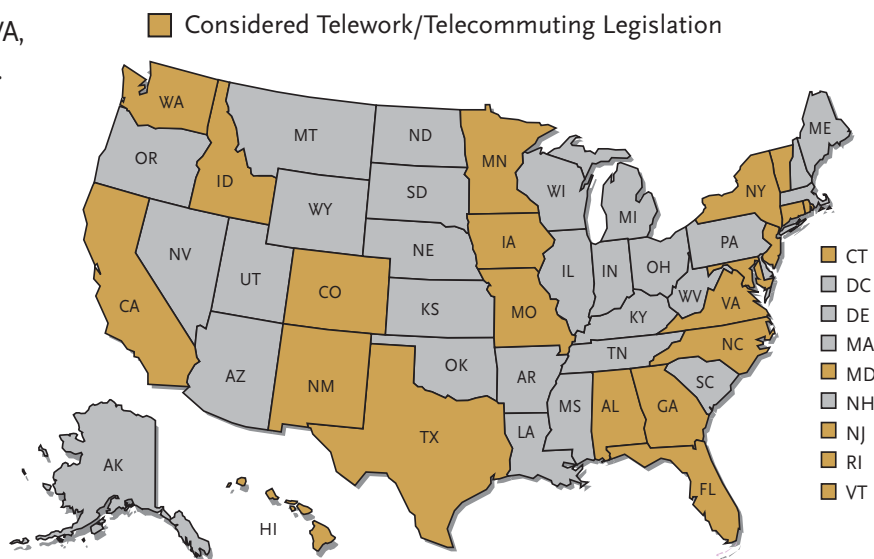 VA,
Considered Telework/Telecommuting Legislation
WA
MT
ND
MN
ME
OR
ID
SD
WI
NY
WY
MI
NV
NE
IA
PA
UT
IL
IN
OH
CA
CO
KS
MO
WV
VA
KY
AZ
NM
OK
AR
TN
NC
SC
TX
LA
MS
AL
GA
AK
HI
FL
CT
DC
DE
MA
MD
NH
NJ
RI
VT